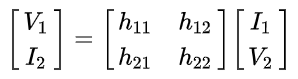 [V₁ I₂] = [h₁₁ h₁₂ h₂₁ h₂₂] [I₁ V₂]